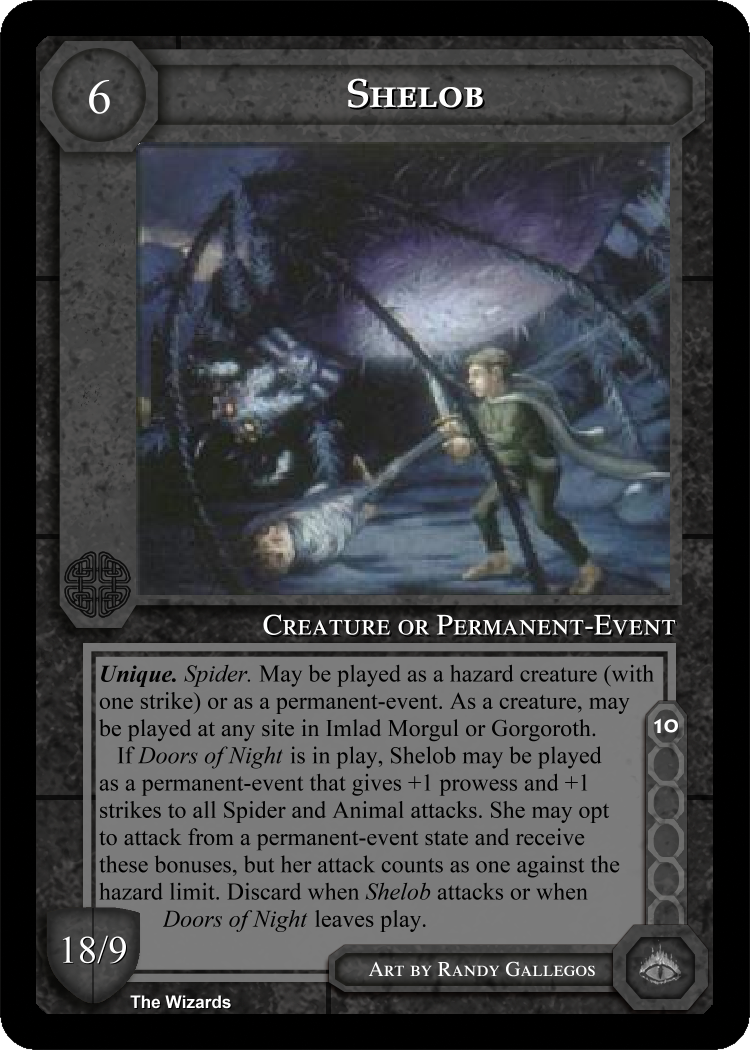 6
Shelob
Creature or Permanent-Event
Unique. Spider. May be played as a hazard creature (with
one strike) or as a permanent-event. As a creature, may
be played at any site in Imlad Morgul or Gorgoroth.
If Doors of Night is in play, Shelob may be played
as a permanent-event that gives +1 prowess and +1
strikes to all Spider and Animal attacks. She may opt
to attack from a permanent-event state and receive
these bonuses, but her attack counts as one against the
hazard limit. Discard when Shelob attacks or when
Doors of Night leaves play.
10
18/9
Art by Randy Gallegos
The Wizards